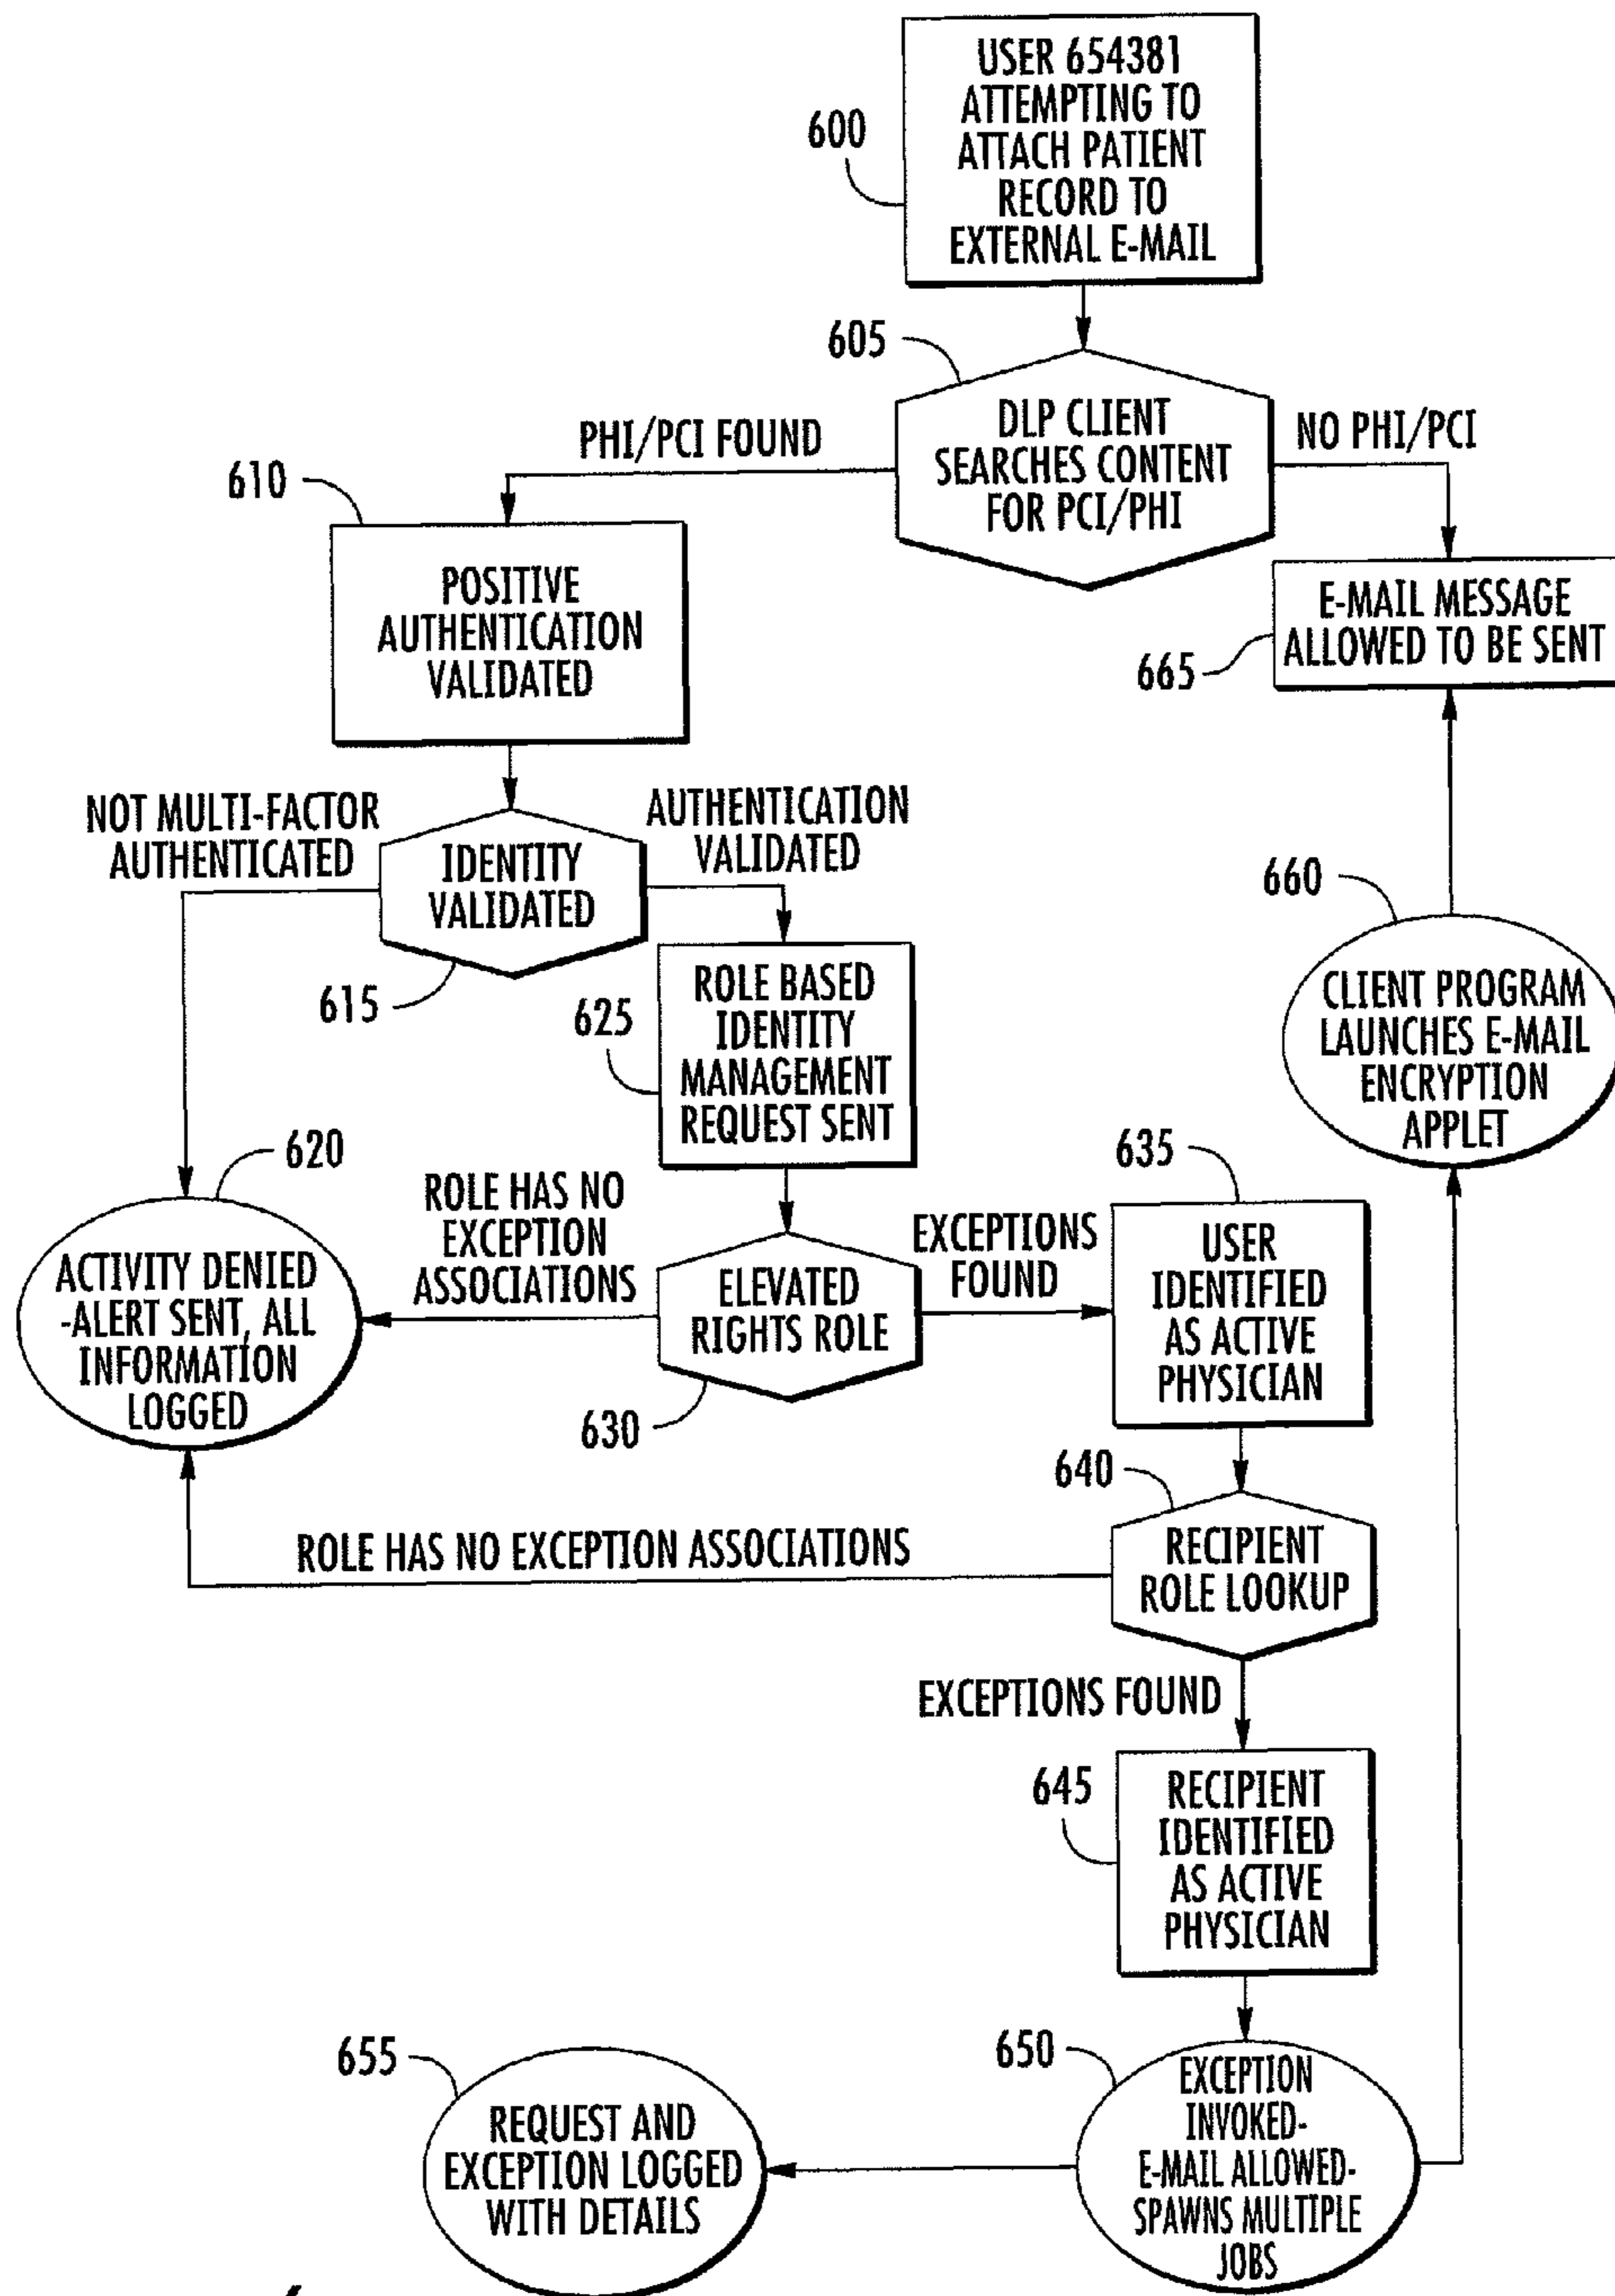 USER 654381
ATTEMPTING TO
ATTACH PATIENT
RECORD TO
EXTERNAL E-MAIL
600
605
DLP CLIENT
SEARCHES CONTENT
FOR PCI/PHI
PHI/PCI FOUND
NO PHI/PCI
610
POSITIVE
AUTHENTICATION
VALIDATED
E-MAIL MESSAGE
ALLOWED TO BE SENT
665
NOT MULTI-FACTOR
AUTHENTICATED
AUTHENTICATION
VALIDATED
IDENTITY
VALIDATED
615
660
CLIENT PROGRAM
LAUNCHES E-MAIL
ENCRYPTION
APPLET
625
ROLE BASED
IDENTITY
MANAGEMENT
REQUEST SENT
620
ACTIVITY DENIED
-ALERT SENT, ALL
INFORMATION
LOGGED
ROLE HAS NO
EXCEPTION
ASSOCIATIONS
ELEVATED
RIGHTS ROLE
630
EXCEPTIONS
FOUND
635
USER
IDENTIFIED
AS ACTIVE
PHYSICIAN
640
RECIPIENT
ROLE LOOKUP
ROLE HAS NO EXCEPTION ASSOCIATIONS
EXCEPTIONS FOUND
645
RECIPIENT
IDENTIFIED
AS ACTIVE
PHYSICIAN
650
EXCEPTION
INVOKED-
E-MAIL ALLOWED-
SPAWNS MULTIPLE
JOBS
655
REQUEST AND
EXCEPTION LOGGED
WITH DETAILS